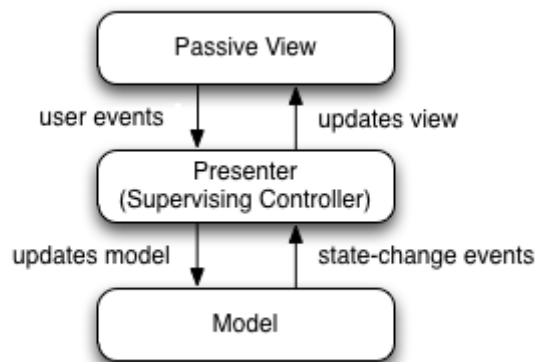 Passive View
user events
updates view
Presenter
(Supervising Controller)
updates model
state-change events
Model